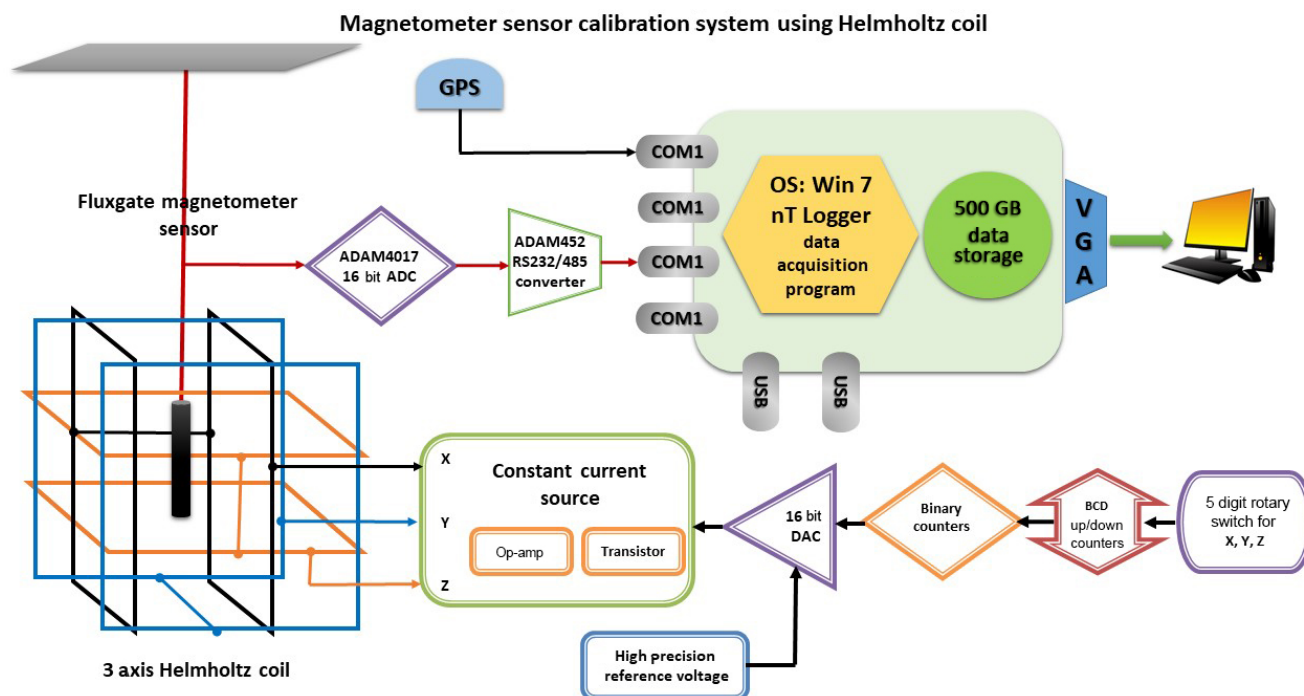 Magnetometer sensor calibration system using Helmholtz coil
GPS
COM1
COM1
COM1
COM1
OS: Win 7
nT Logger
data
acquisition
program
500 GB
data
storage
V
G
A
USB
USB
Fluxgate magnetometer
sensor
ADAM4017
16 bit ADC
ADAM452
RS232/485
converter
X
Y
Z
Constant current
source
Op-amp
Transistor
16 bit
DAC
Binary
counters
BCD
up/down
counters
5 digit rotary
switch for
X, Y, Z
High precision
reference voltage
3 axis Helmholtz coil